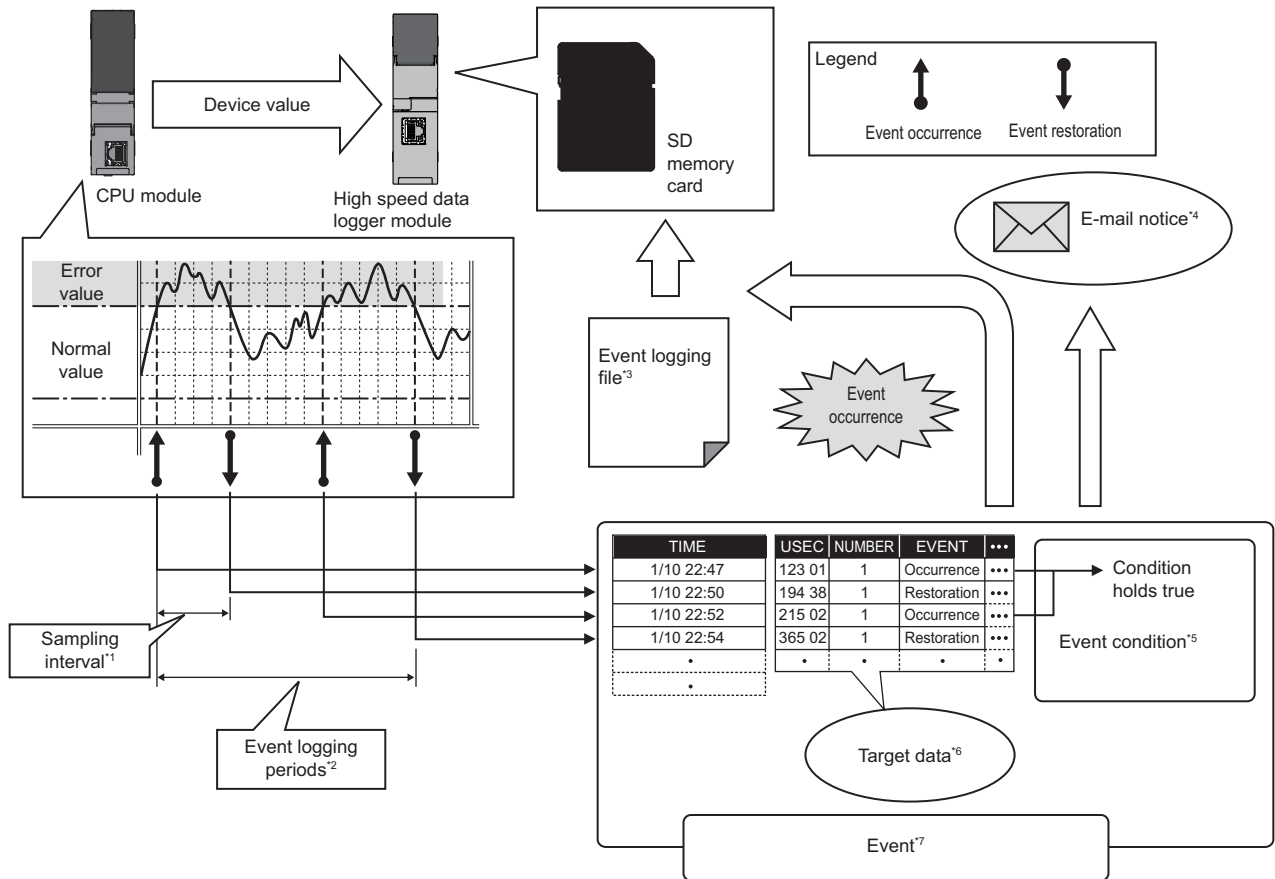 Device value
CPU module
High speed data
logger module
SD
memory
card
Legend
Event occurrence
Event restoration
E-mail notice*4
Error
value
Normal
value
Event logging
file*3
Event
occurrence
Sampling
interval*1
Event logging
periods*2
TIME USEC NUMBER EVENT •••
1/10 22:47 123 01 1 Occurrence •••
1/10 22:50 194 38 1 Restoration •••
1/10 22:52 215 02 1 Occurrence •••
1/10 22:54 365 02 1 Restoration •••
• • • • •
•
Condition
holds true
Event condition*5
Target data*6
Event*7